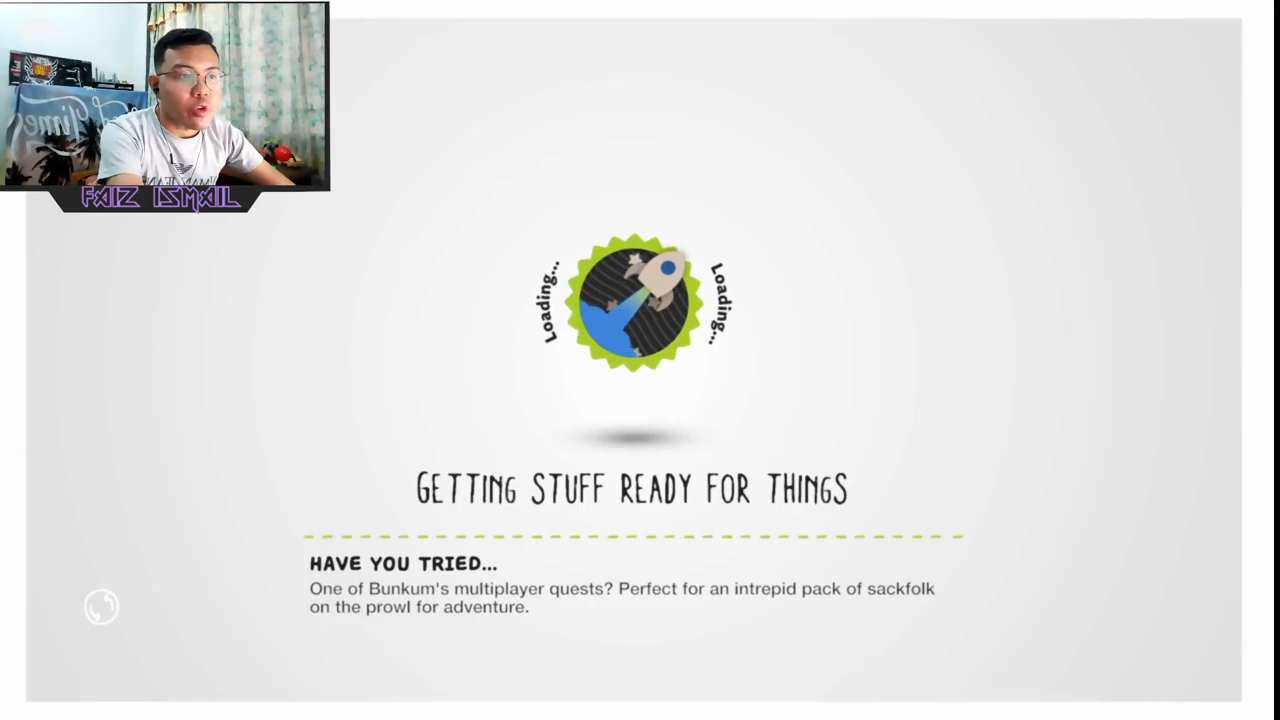 FAIZ ISMAIL
Loading...
Loading...
GETTING STUFF READY FOR THINGS
HAVE YOU TRIED...
One of Bunkum's multiplayer quests? Perfect for an intrepid pack of sackfolk
on the prowl for adventure.